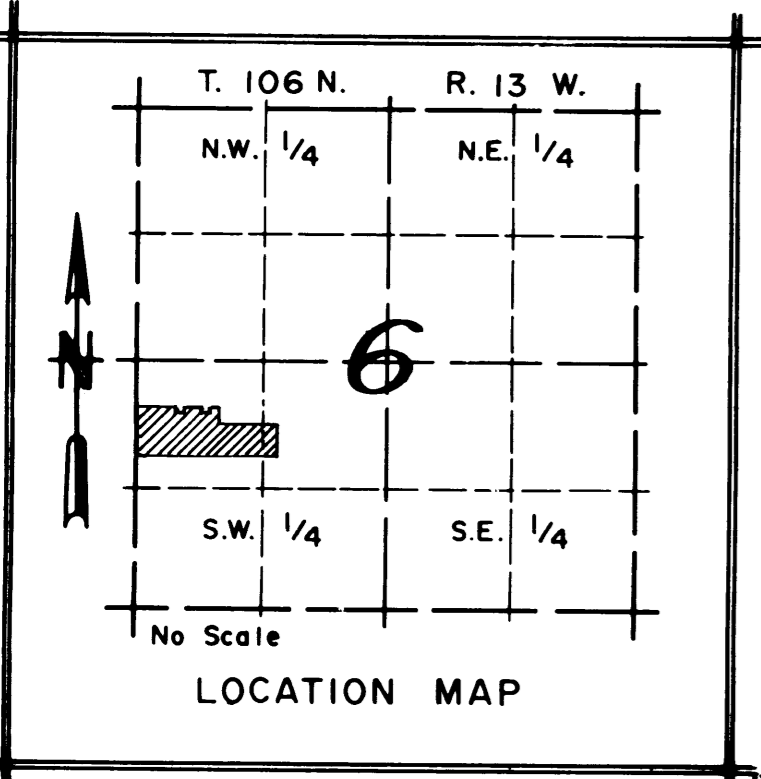 T. 106 N. R. 13 W.
N.W. 1/4 N.E. 1/4
N
6
S.W. 1/4 S.E. 1/4
No Scale
LOCATION MAP